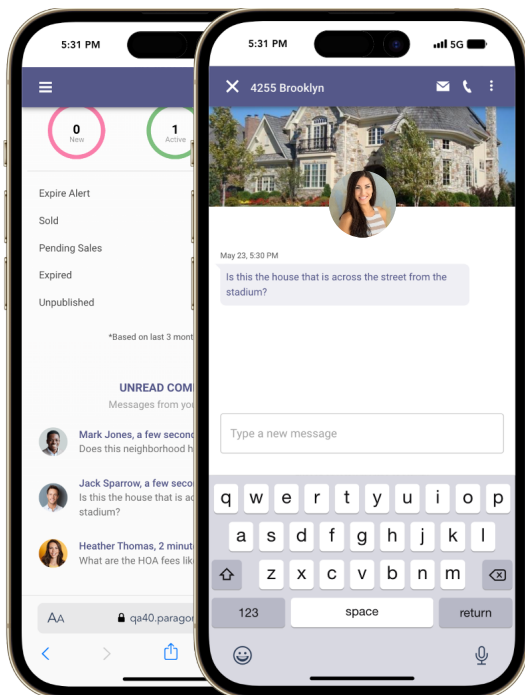 5:31 PM
0
New
1
Active
Expire Alert
Sold
Pending Sales
Expired
Unpublished
*Based on last 3 mont
UNREAD COM
Messages from you
Mark Jones, a few second
Does this neighborhood h
Jack Sparrow, a few seco
Is this the house that is ac
stadium?
Heather Thomas, 2 minut
What are the HOA fees lik
AA
qa40.paragon
5:31 PM
5G
4255 Brooklyn
May 23, 5:30 PM
Is this the house that is across the street from the
stadium?
Type a new message
q w e r t y u i o p
a s d f g h j k l
z x c v b n m
123 space return